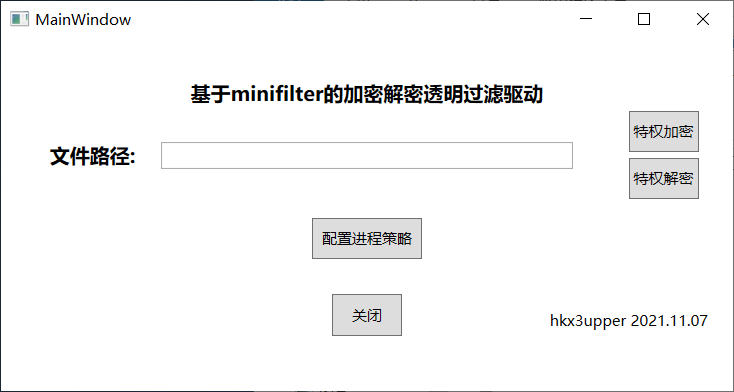 MainWindow
基于minifilter的加密解密透明过滤驱动
特权加密
文件路径:
特权解密
配置进程策略
关闭
hkx3upper 2021.11.07